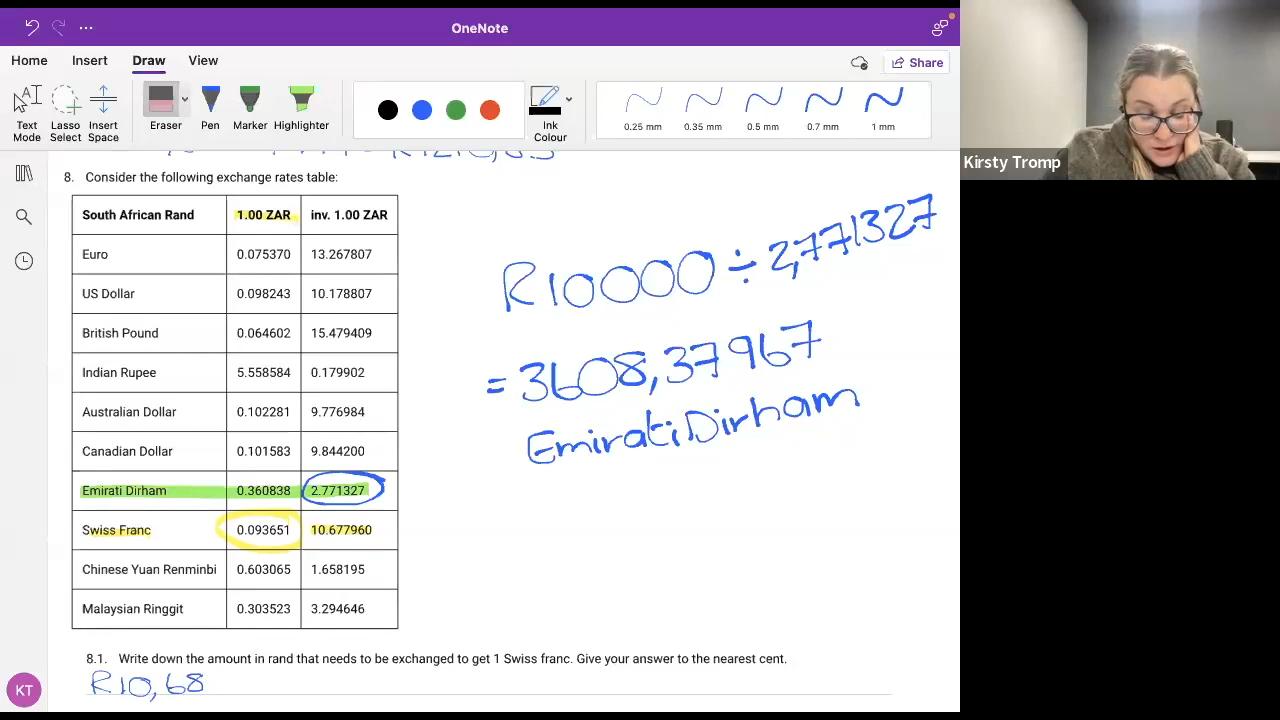 OneNote
Home Insert Draw View
Share
Text Mode
Lasso Select
Insert Space
Eraser
Pen
Marker
Highlighter
Ink Colour
0.25 mm 0.35 mm 0.5 mm 0.7 mm 1 mm
Kirsty Tromp
8. Consider the following exchange rates table:
South African Rand 1.00 ZAR inv. 1.00 ZAR
Euro 0.075370 13.267807
US Dollar 0.098243 10.178807
British Pound 0.064602 15.479409
Indian Rupee 5.558584 0.179902
Australian Dollar 0.102281 9.776984
Canadian Dollar 0.101583 9.844200
Emirati Dirham 0.360838 2.771327
Swiss Franc 0.093651 10.677960
Chinese Yuan Renminbi 0.603065 1.658195
Malaysian Ringgit 0.303523 3.294646
R10000 ÷ 2,771327
= 3608,37967
Emirati Dirham
8.1. Write down the amount in rand that needs to be exchanged to get 1 Swiss franc. Give your answer to the nearest cent.
R10,68
KT